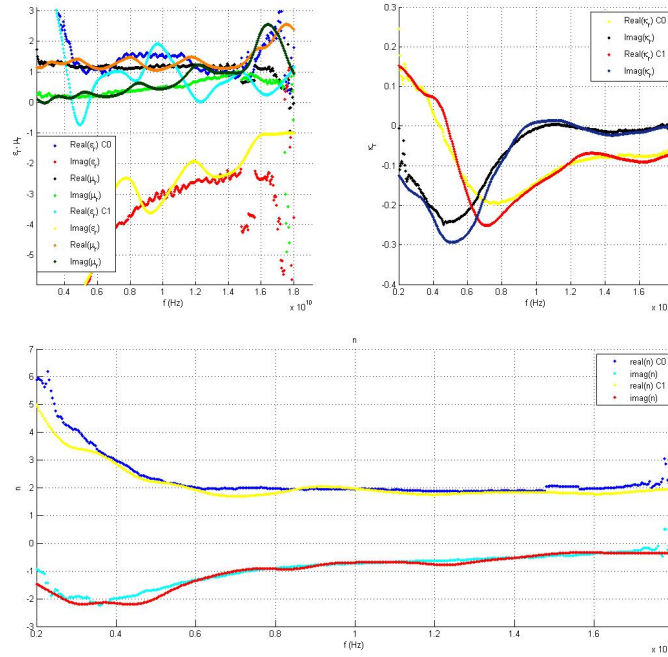 3
2
1
0
-1
-2
-3
-4
-5
εᵣ, μᵣ
Real(εᵣ) C0
Imag(εᵣ)
Real(μᵣ)
Imag(μᵣ)
Real(εᵣ) C1
Imag(εᵣ)
Real(μᵣ)
Imag(μᵣ)
0.4 0.6 0.8 1 1.2 1.4 1.6 1.8
f (Hz)
x 10¹⁰
0.3
0.2
0.1
0
-0.1
-0.2
-0.3
-0.4
κᵣ
Real(κᵣ) C0
Imag(κᵣ)
Real(κᵣ) C1
Imag(κᵣ)
0.2 0.4 0.6 0.8 1 1.2 1.4 1.6
f (Hz)
n
7
6
5
4
3
2
1
0
-1
-2
-3
n
real(n) C0
imag(n)
real(n) C1
imag(n)
0.2 0.4 0.6 0.8 1 1.2 1.4 1.6
f (Hz)